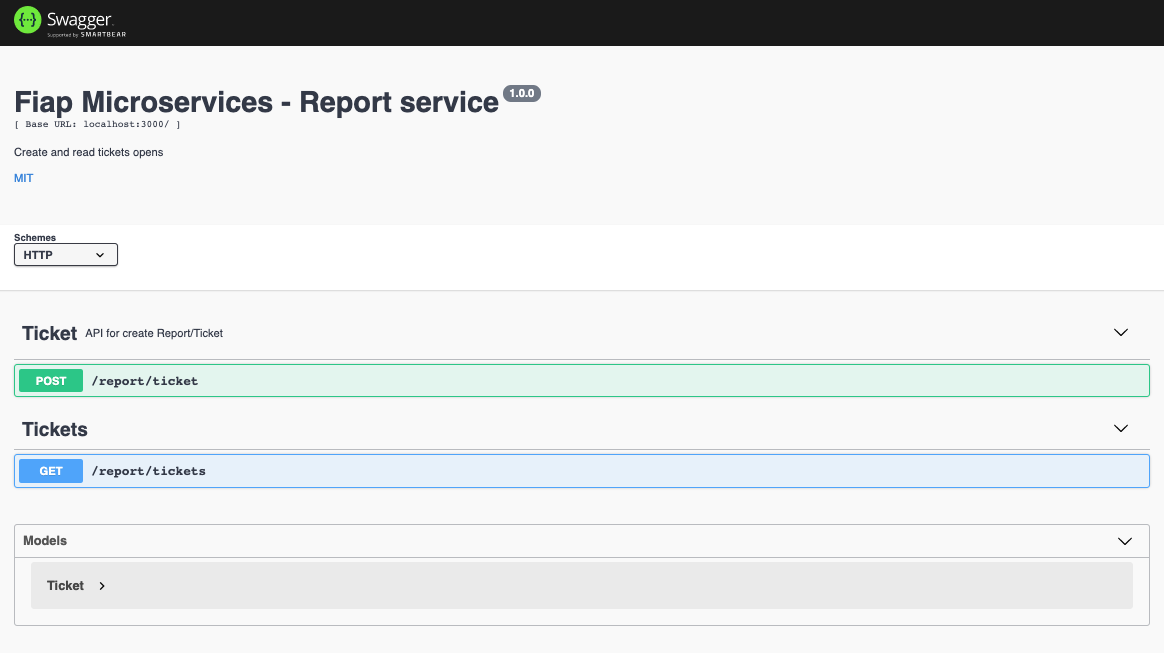 {···} Swagger.
Supported by SMARTBEAR
Fiap Microservices - Report service 1.0.0
[ Base URL: localhost:3000/ ]
Create and read tickets opens
MIT
Schemes
HTTP
Ticket API for create Report/Ticket
POST /report/ticket
Tickets
GET /report/tickets
Models
Ticket